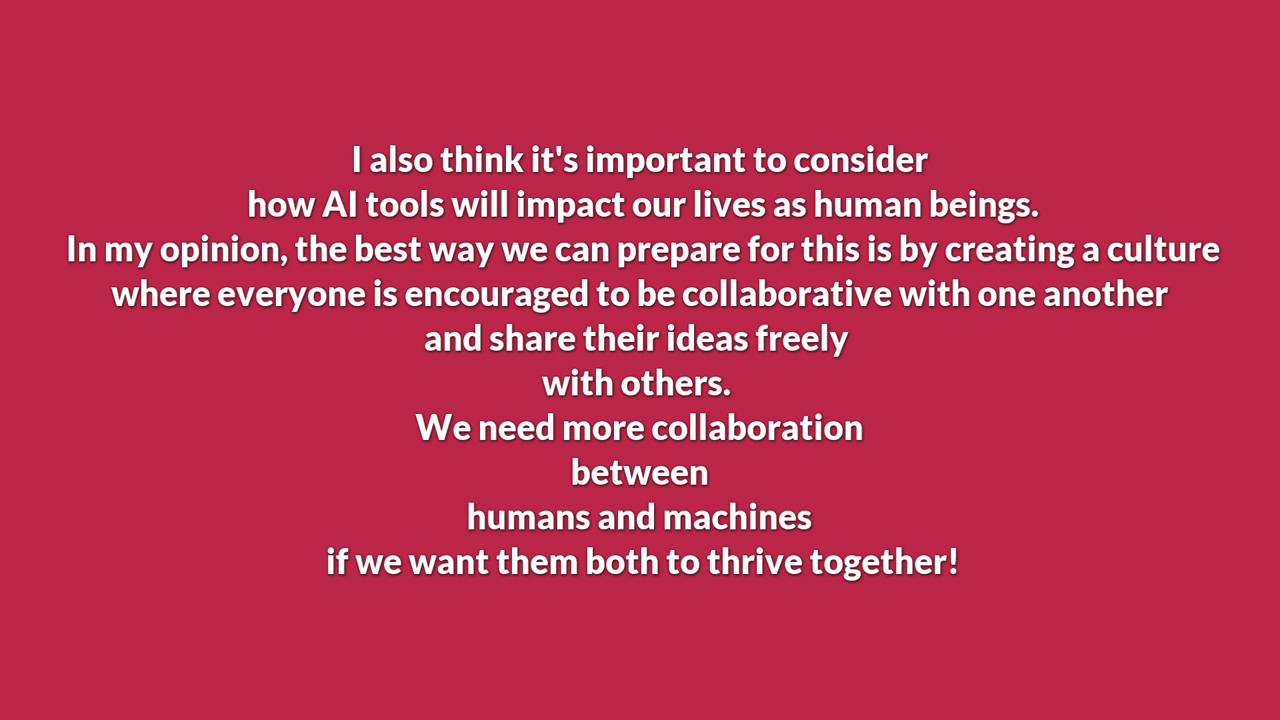 I also think it's important to consider
how AI tools will impact our lives as human beings.
In my opinion, the best way we can prepare for this is by creating a culture
where everyone is encouraged to be collaborative with one another
and share their ideas freely
with others.
We need more collaboration
between
humans and machines
if we want them both to thrive together!